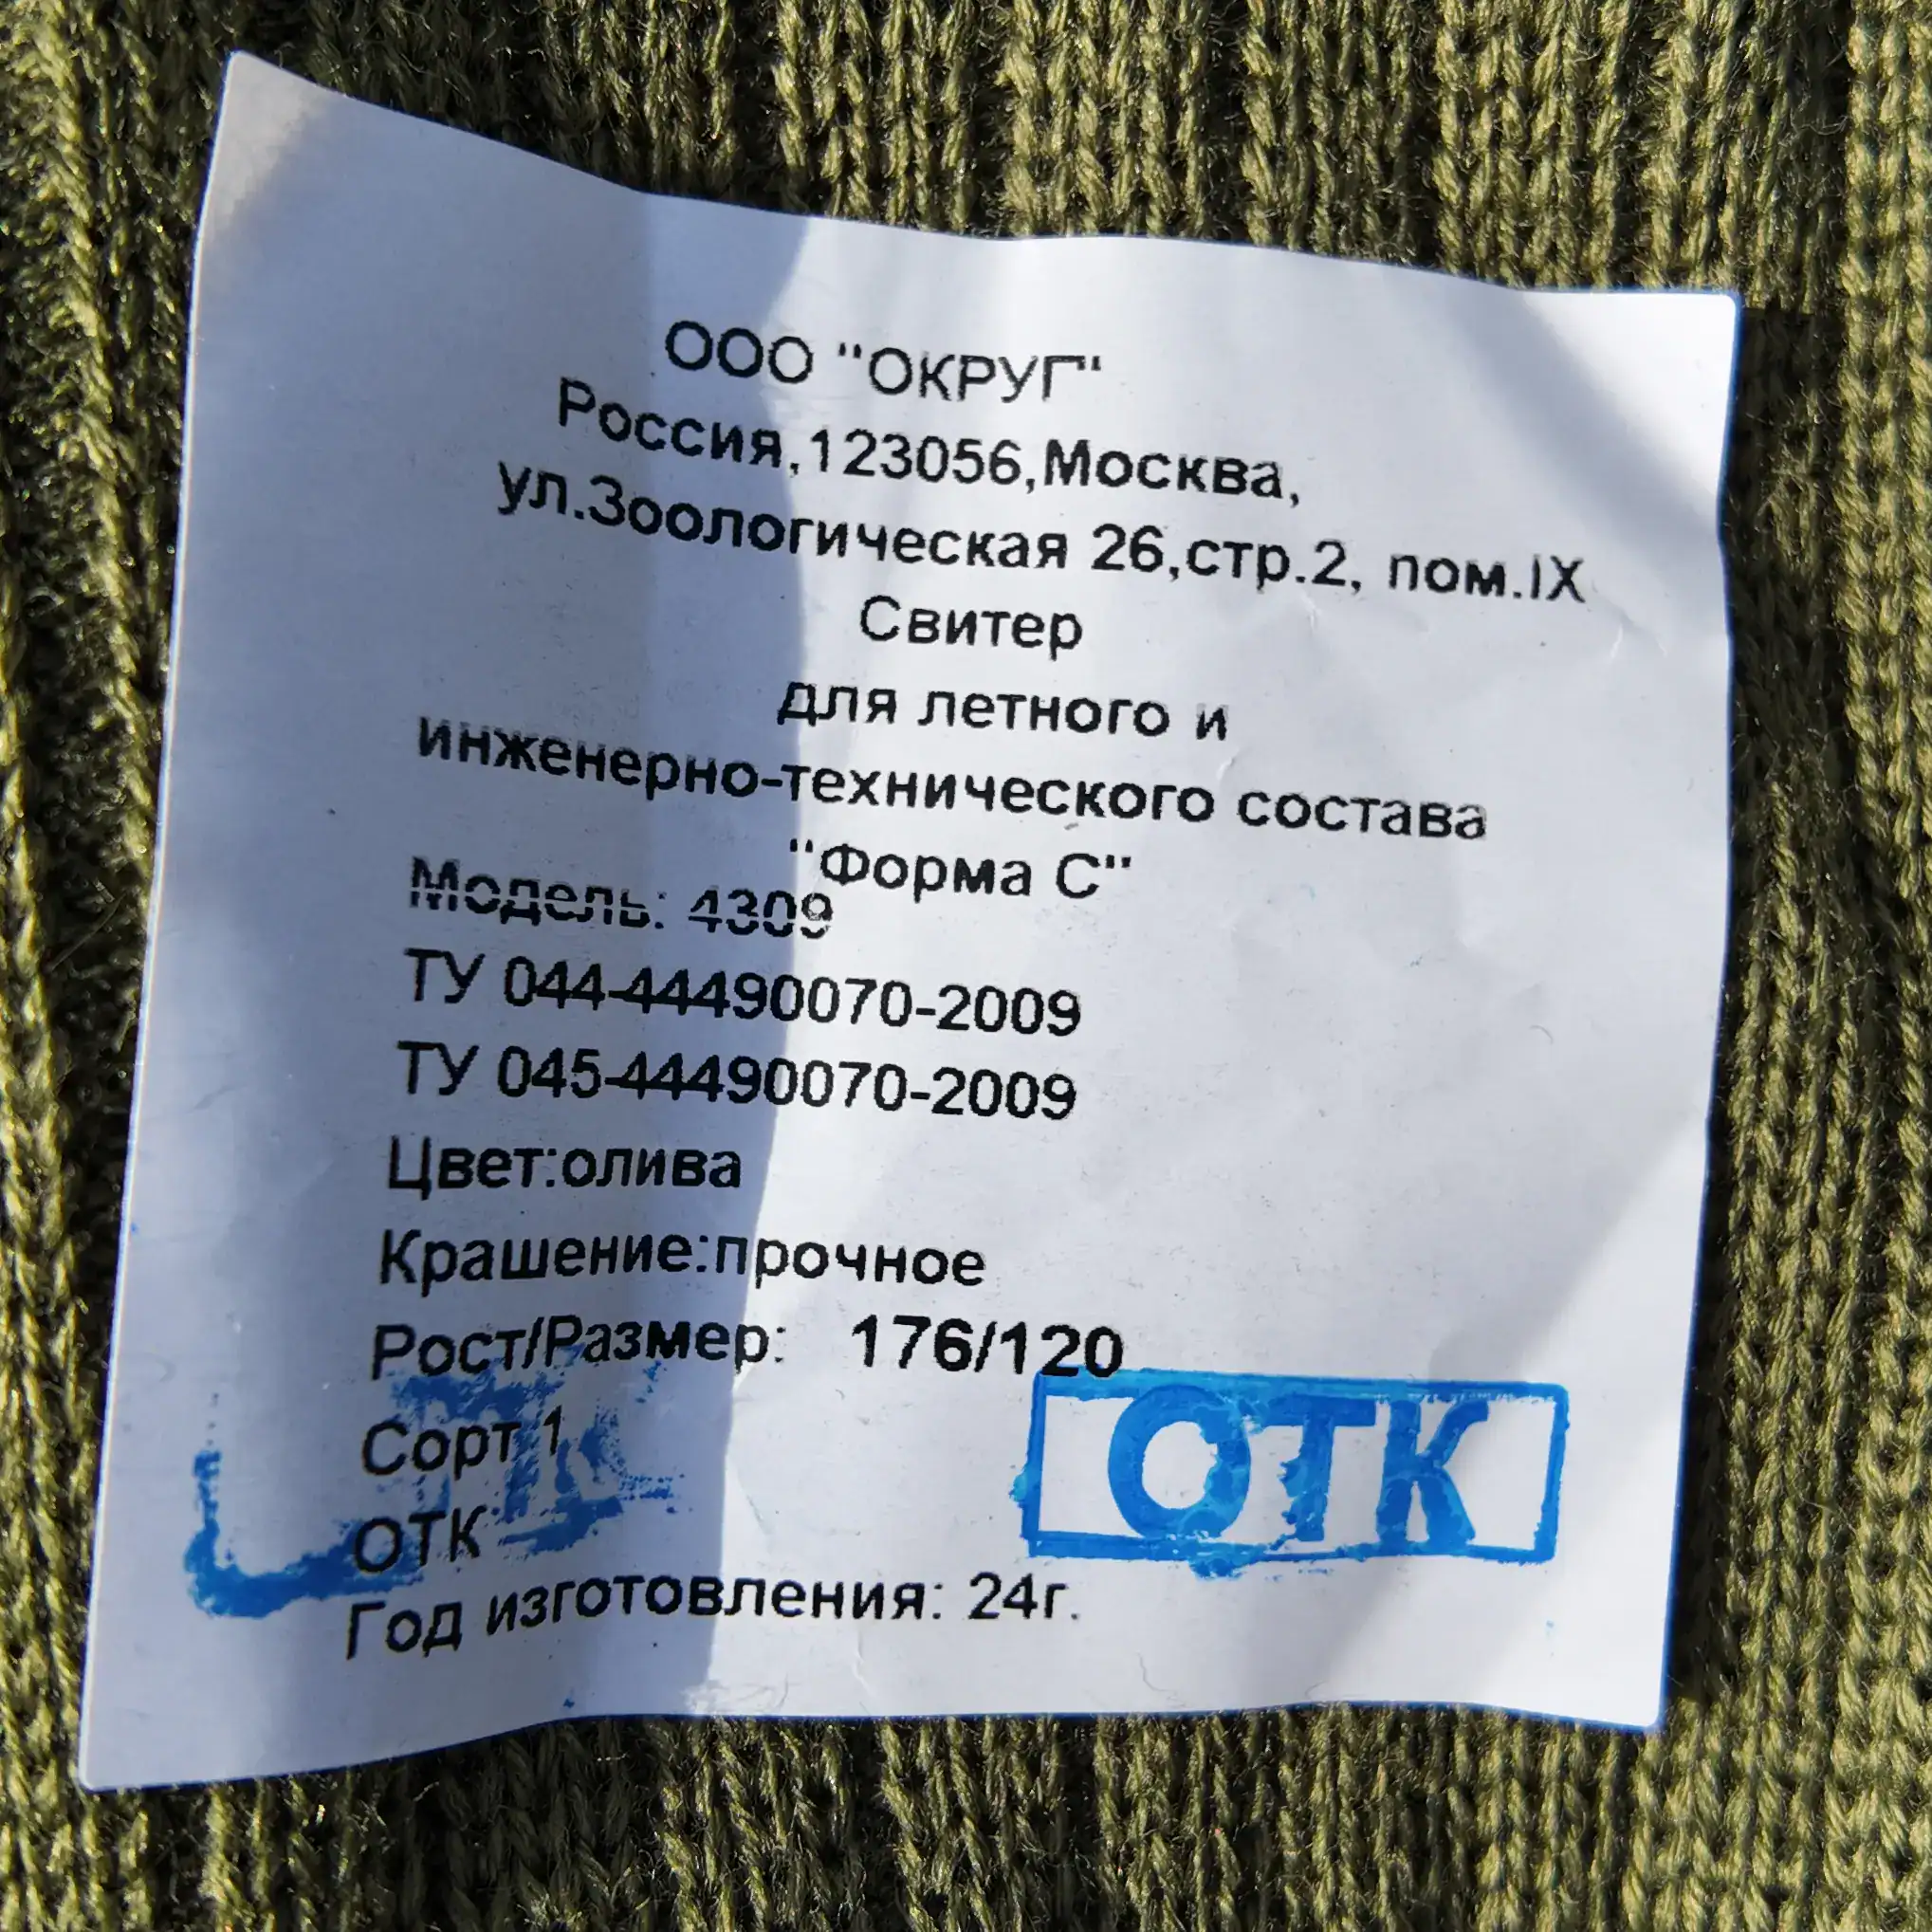 ООО "ОКРУГ"
Россия,123056,Москва,
ул.Зоологическая 26,стр.2, пом.IX
Свитер
для летного и
инженерно-технического состава
"Форма С"
Модель: 4309
ТУ 044-44490070-2009
ТУ 045-44490070-2009
Цвет:олива
Крашение:прочное
Рост/Размер: 176/120
Сорт 1
ОТК
ОТК
Год изготовления: 24г.